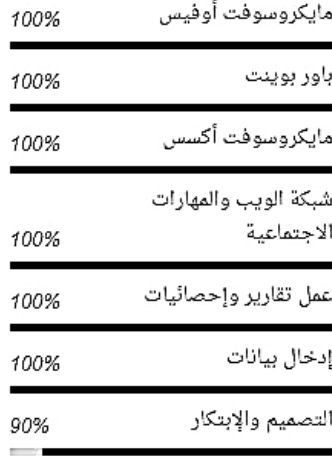 مايكروسوفت أوفيس 100%
باور بوينت 100%
مايكروسوفت أكسس 100%
شبكة الويب والمهارات
الاجتماعية 100%
عمل تقارير وإحصائيات 100%
إدخال بيانات 100%
التصميم والإبتكار 90%